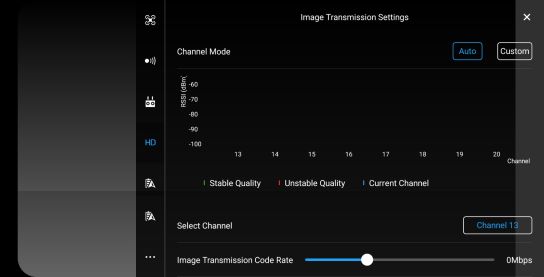 Image Transmission Settings
Channel Mode
Auto
Custom
RSSI (dBm)
-60
-70
-80
-90
-100
13 14 15 16 17 18 19 20
Channel
Stable Quality Unstable Quality Current Channel
HD
Select Channel
Channel 13
Image Transmission Code Rate
0Mbps